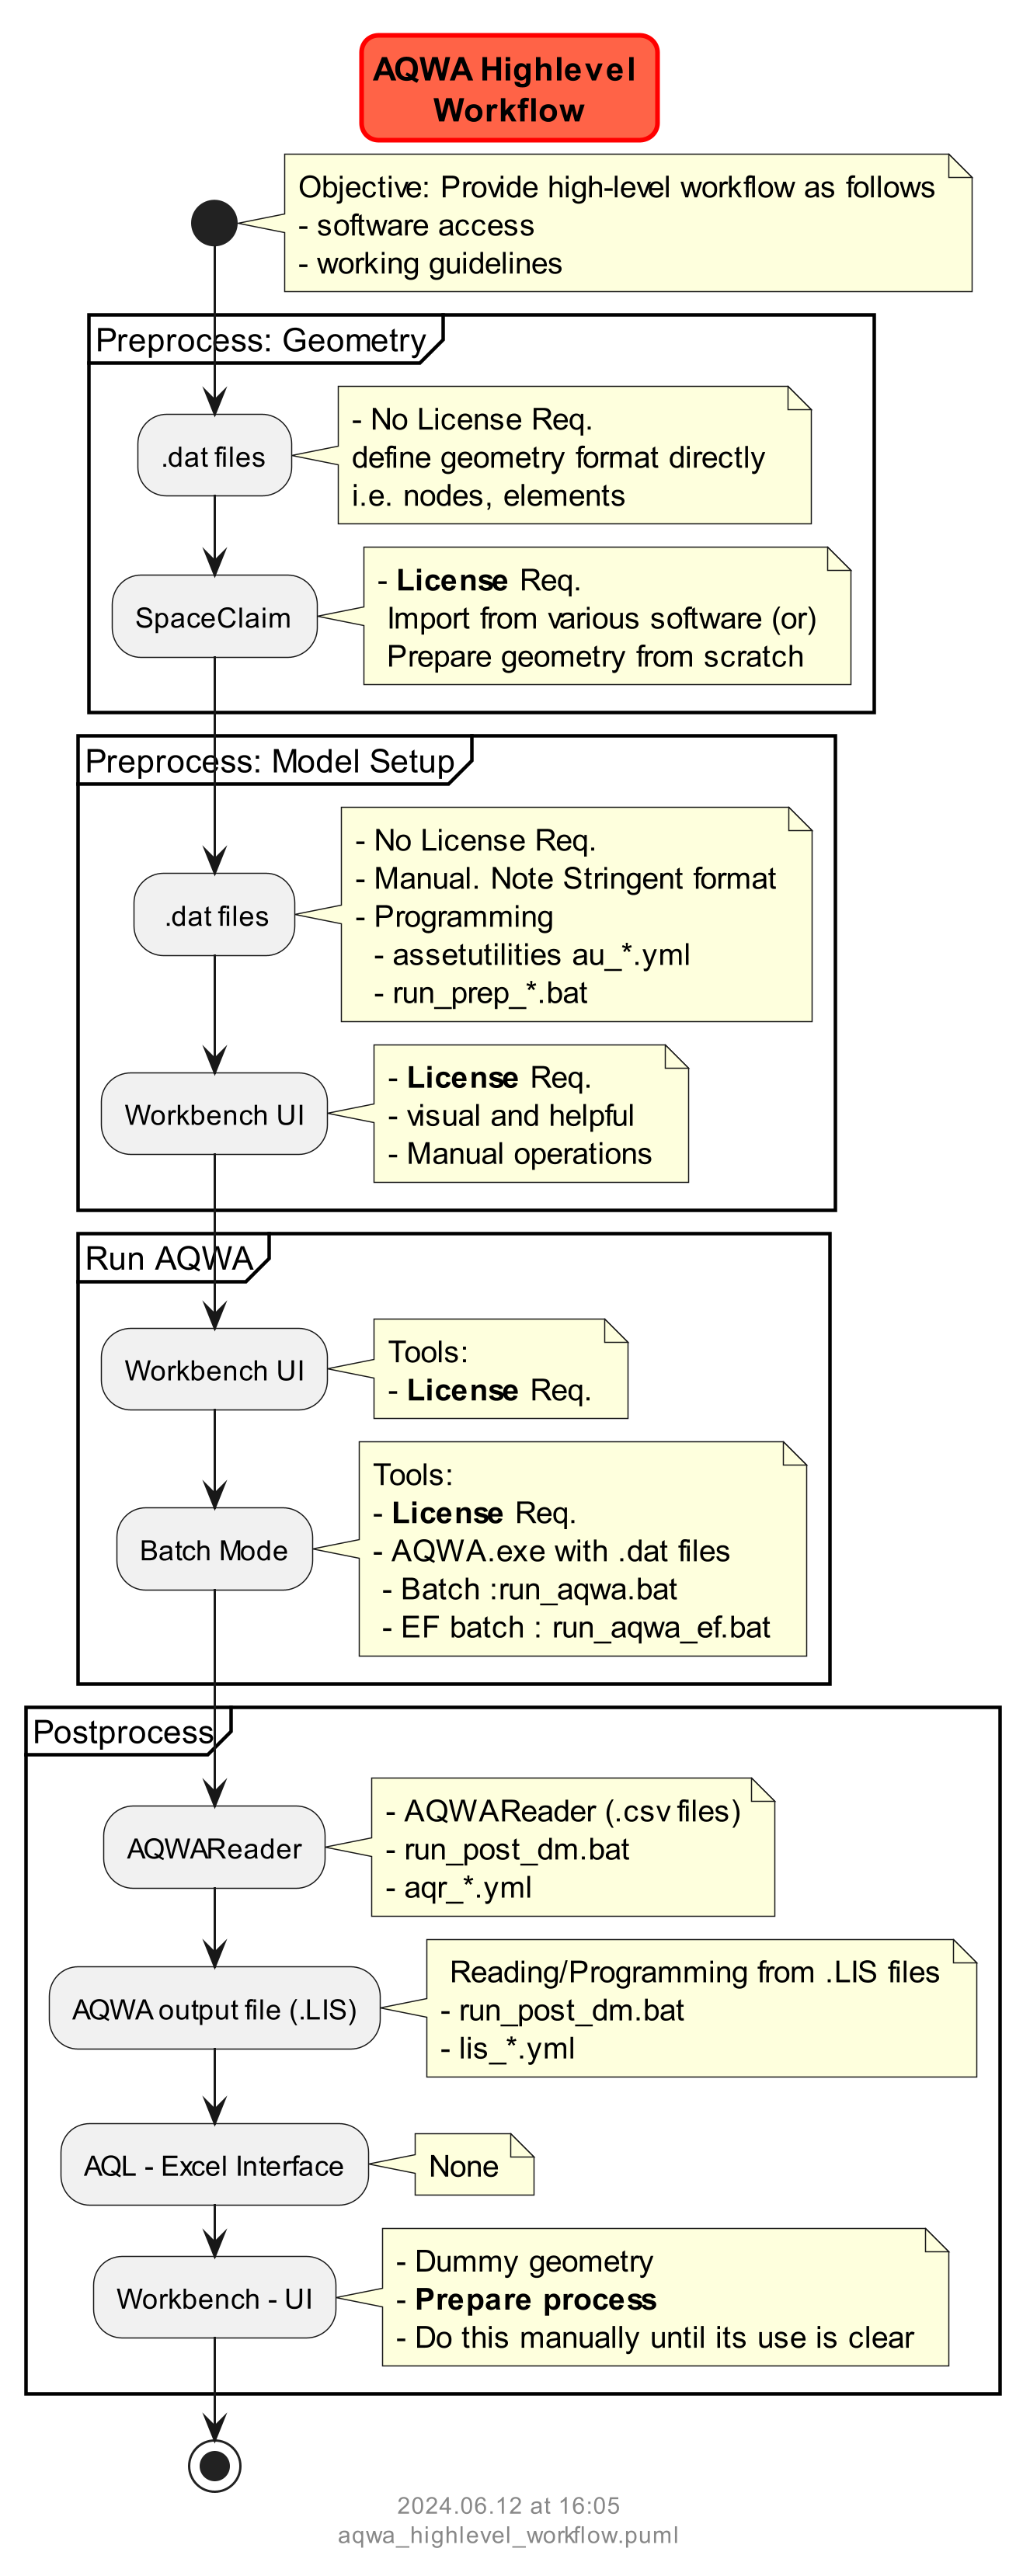 AQWA Highlevel
Workflow
Objective: Provide high-level workflow as follows
- software access
- working guidelines
Preprocess: Geometry
.dat files
- No License Req.
define geometry format directly
i.e. nodes, elements
SpaceClaim
- License Req.
Import from various software (or)
Prepare geometry from scratch
Preprocess: Model Setup
.dat files
- No License Req.
- Manual. Note Stringent format
- Programming
- assetutilities au_*.yml
- run_prep_*.bat
Workbench UI
- License Req.
- visual and helpful
- Manual operations
Run AQWA
Workbench UI
Tools:
- License Req.
Batch Mode
Tools:
- License Req.
- AQWA.exe with .dat files
- Batch :run_aqwa.bat
- EF batch : run_aqwa_ef.bat
Postprocess
AQWAReader
- AQWAReader (.csv files)
- run_post_dm.bat
- aqr_*.yml
AQWA output file (.LIS)
Reading/Programming from .LIS files
- run_post_dm.bat
- lis_*.yml
AQL - Excel Interface
None
Workbench - UI
- Dummy geometry
- Prepare process
- Do this manually until its use is clear
2024.06.12 at 16:05
aqwa_highlevel_workflow.puml